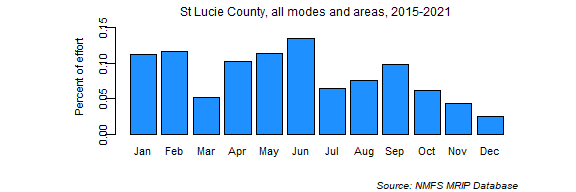 St Lucie County, all modes and areas, 2015-2021
Percent of effort
0.15
0.10
0.05
0.00
Jan Feb Mar Apr May Jun Jul Aug Sep Oct Nov Dec
Source: NMFS MRIP Database